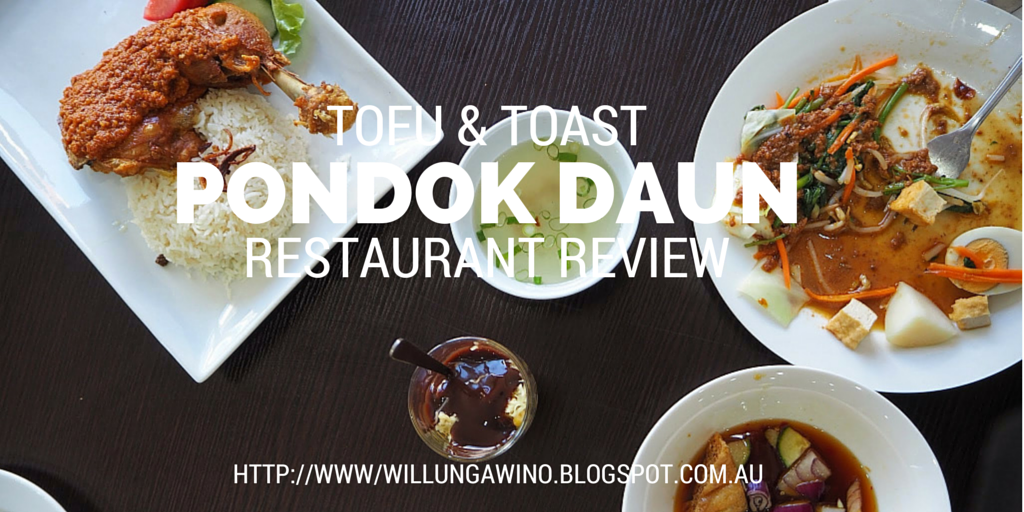 TOFU & TOAST
PONDOK DAUN
RESTAURANT REVIEW
HTTP://WWW/WILLUNGAWINO.BLOGSPOT.COM.AU